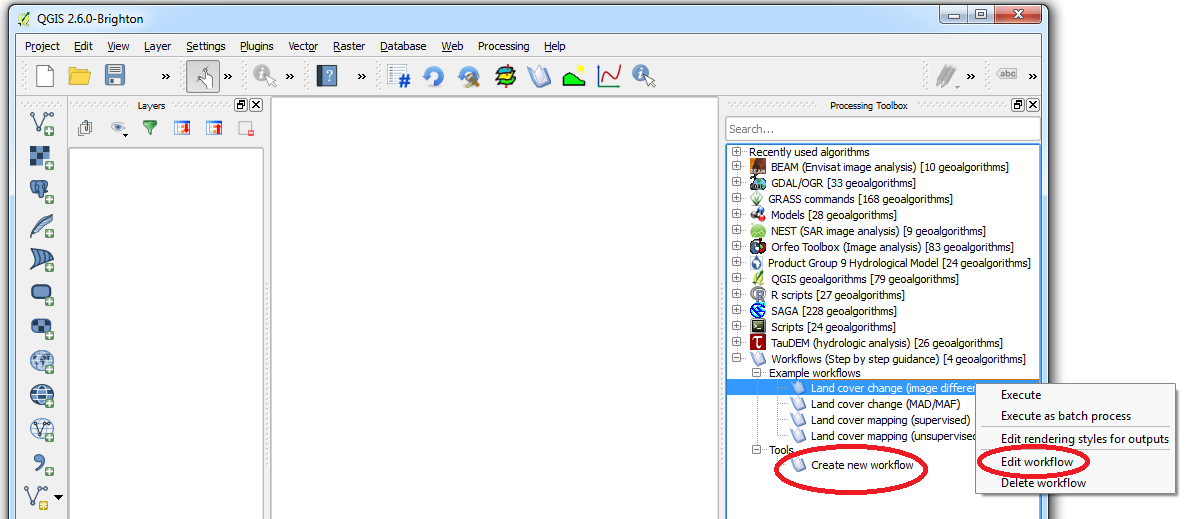 QGIS 2.6.0-Brighton
Project Edit View Layer Settings Plugins Vector Raster Database Web Processing Help
abc
Layers
Processing Toolbox
Search...
Recently used algorithms
BEAM (Envisat image analysis) [10 geoalgorithms]
GDAL/OGR [33 geoalgorithms]
GRASS commands [168 geoalgorithms]
Models [28 geoalgorithms]
NEST (SAR image analysis) [9 geoalgorithms]
Orfeo Toolbox (Image analysis) [83 geoalgorithms]
Product Group 9 Hydrological Model [24 geoalgorithms]
QGIS geoalgorithms [79 geoalgorithms]
R scripts [27 geoalgorithms]
SAGA [228 geoalgorithms]
Scripts [24 geoalgorithms]
TauDEM (hydrologic analysis) [26 geoalgorithms]
Workflows (Step by step guidance) [4 geoalgorithms]
Example workflows
Land cover change (image differen
Land cover change (MAD/MAF)
Land cover mapping (supervised)
Land cover mapping (unsupervised
Tools
Create new workflow
Execute
Execute as batch process
Edit rendering styles for outputs
Edit workflow
Delete workflow